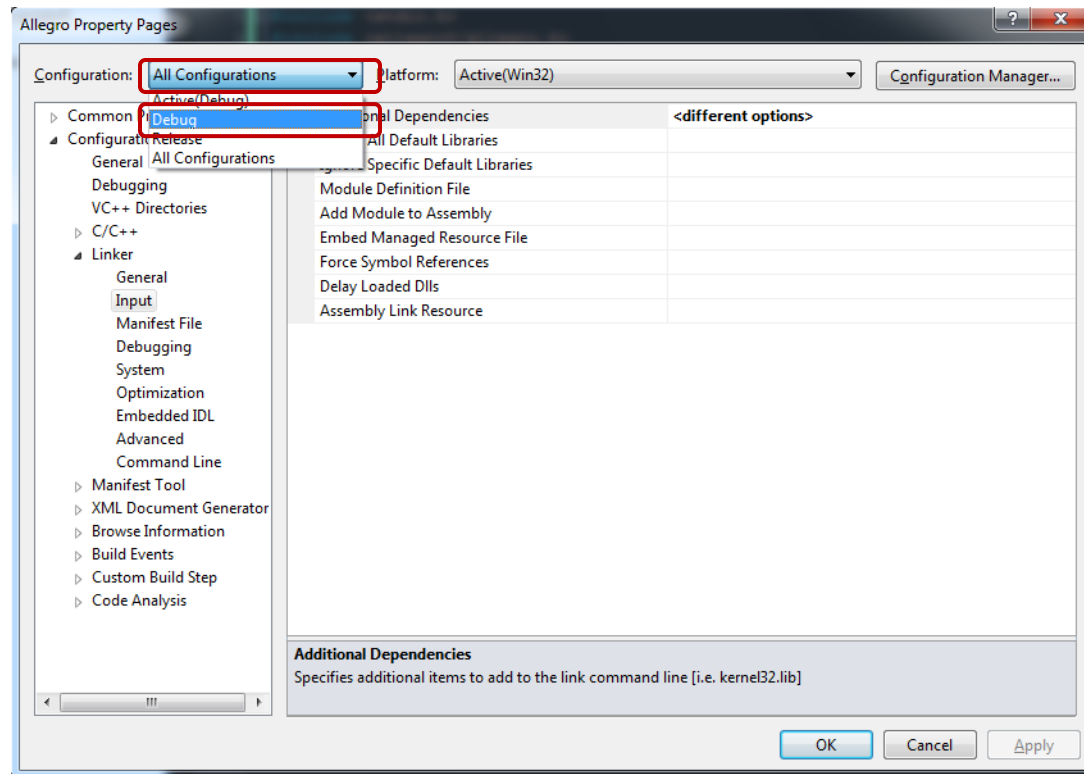 Allegro Property Pages
?
X
Configuration: All Configurations Platform: Active(Win32) Configuration Manager...
Active(Debug)
Debug
Release
All Configurations
Common
General
Debugging
VC++ Directories
C/C++
Linker
General
Input
Manifest File
Debugging
System
Optimization
Embedded IDL
Advanced
Command Line
Manifest Tool
XML Document Generator
Browse Information
Build Events
Custom Build Step
Code Analysis
Dependencies <different options>
All Default Libraries
Specific Default Libraries
Module Definition File
Add Module to Assembly
Embed Managed Resource File
Force Symbol References
Delay Loaded Dlls
Assembly Link Resource
Additional Dependencies
Specifies additional items to add to the link command line [i.e. kernel32.lib]
OK Cancel Apply